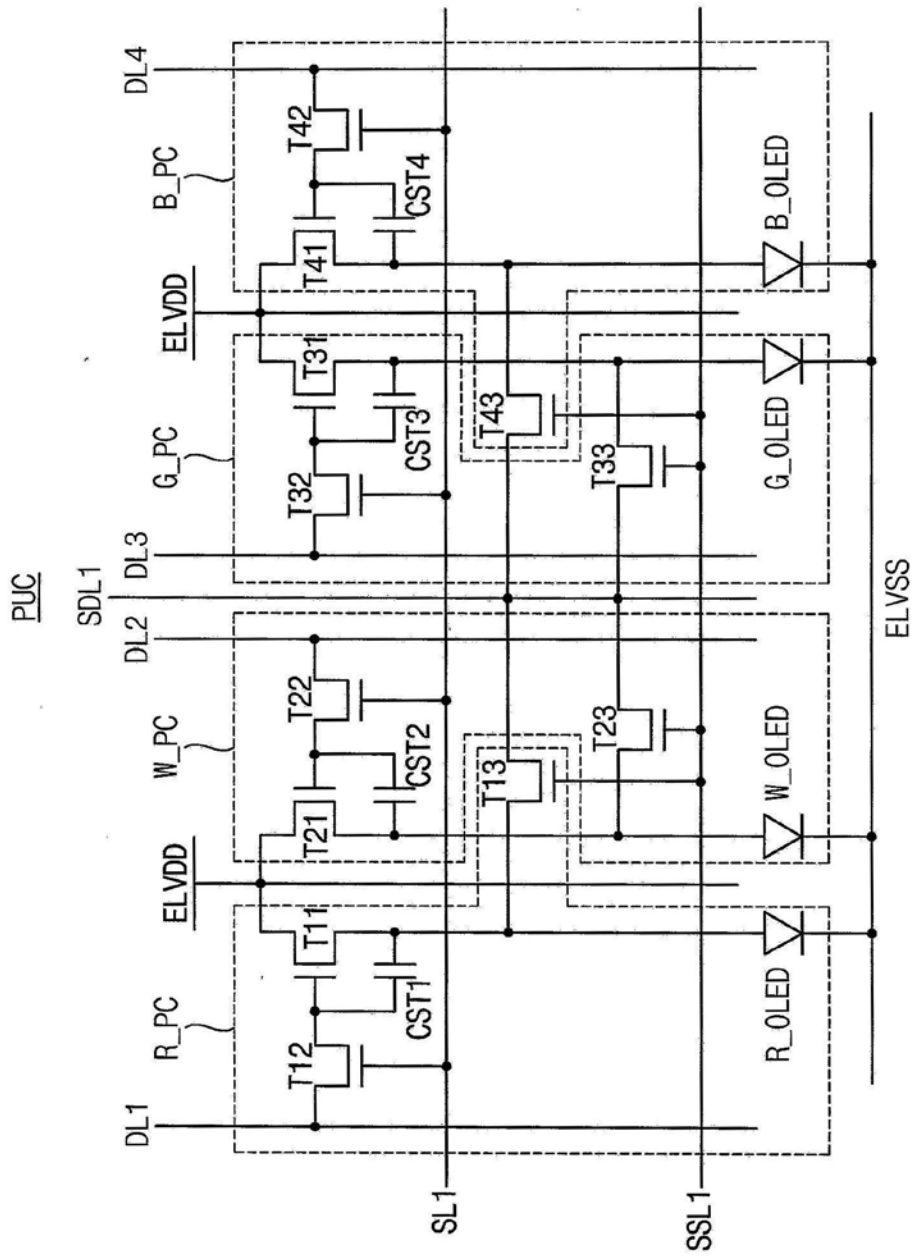 PUC
R_PC
W_PC
G_PC
B_PC
DL1
ELVDD
DL2
SDL1
DL3
ELVDD
DL4
T12
T11
T21
T22
T32
T31
T41
T42
CST1
CST2
CST3
CST4
SL1
T13
T43
T23
T33
SSL1
R_OLED
W_OLED
G_OLED
B_OLED
ELVSS